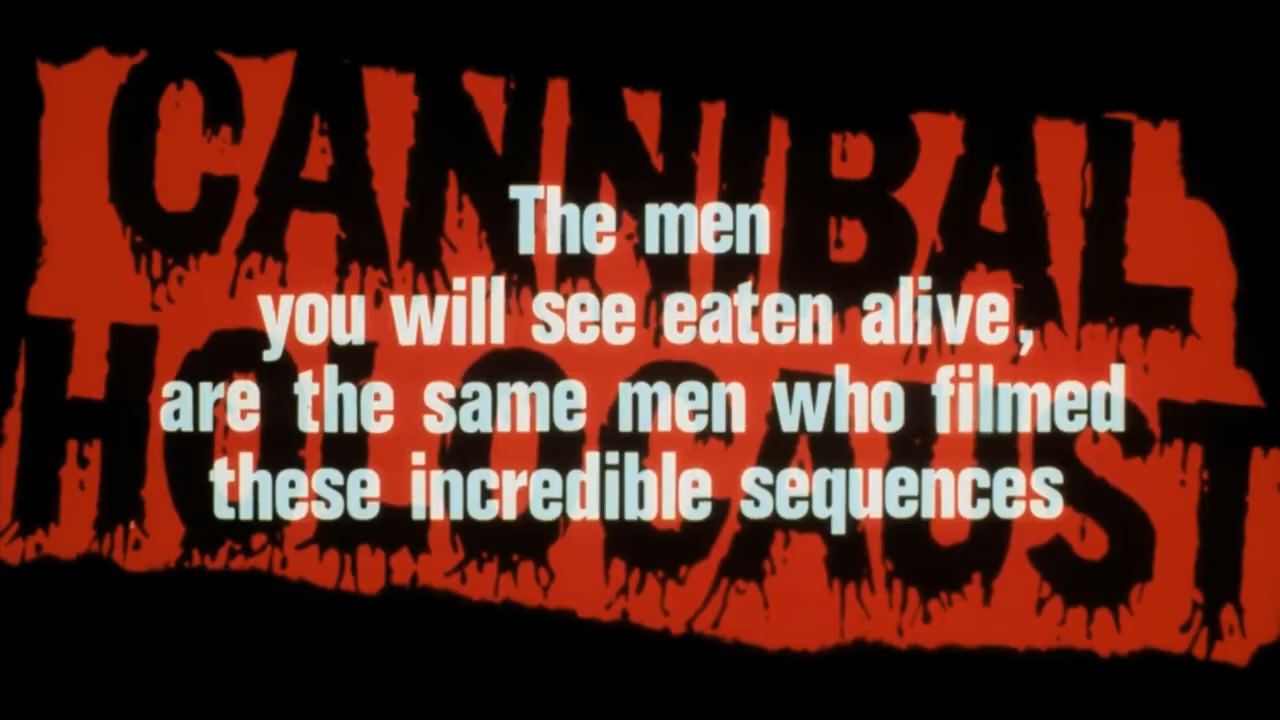 CANNIBAL
HOLOCAUST
The men
you will see eaten alive,
are the same men who filmed
these incredible sequences